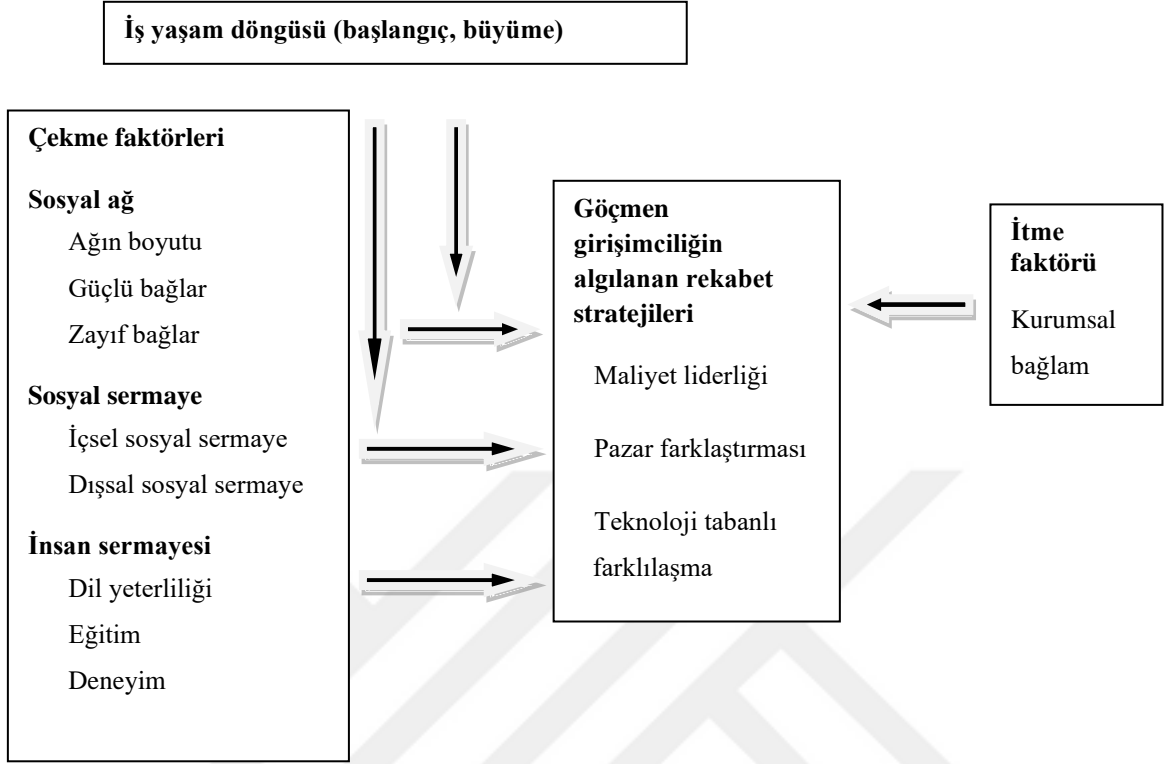 İş yaşam döngüsü (başlangıç, büyüme)
Çekme faktörleri
Sosyal ağ
Ağın boyutu
Güçlü bağlar
Zayıf bağlar
Sosyal sermaye
İçsel sosyal sermaye
Dışsal sosyal sermaye
İnsan sermayesi
Dil yeterliliği
Eğitim
Deneyim
Göçmen
girişimciliğin
algılanan rekabet
stratejileri
Maliyet liderliği
Pazar farklaştırması
Teknoloji tabanlı
farklılaşma
İtme
faktörü
Kurumsal
bağlam